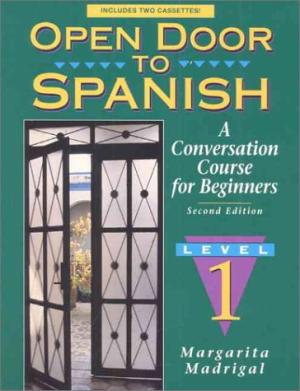 INCLUDES TWO CASSETTES!
OPEN DOOR
TO
SPANISH
A
Conversation
Course
for Beginners
Second Edition
LEVEL
1
Margarita
Madrigal